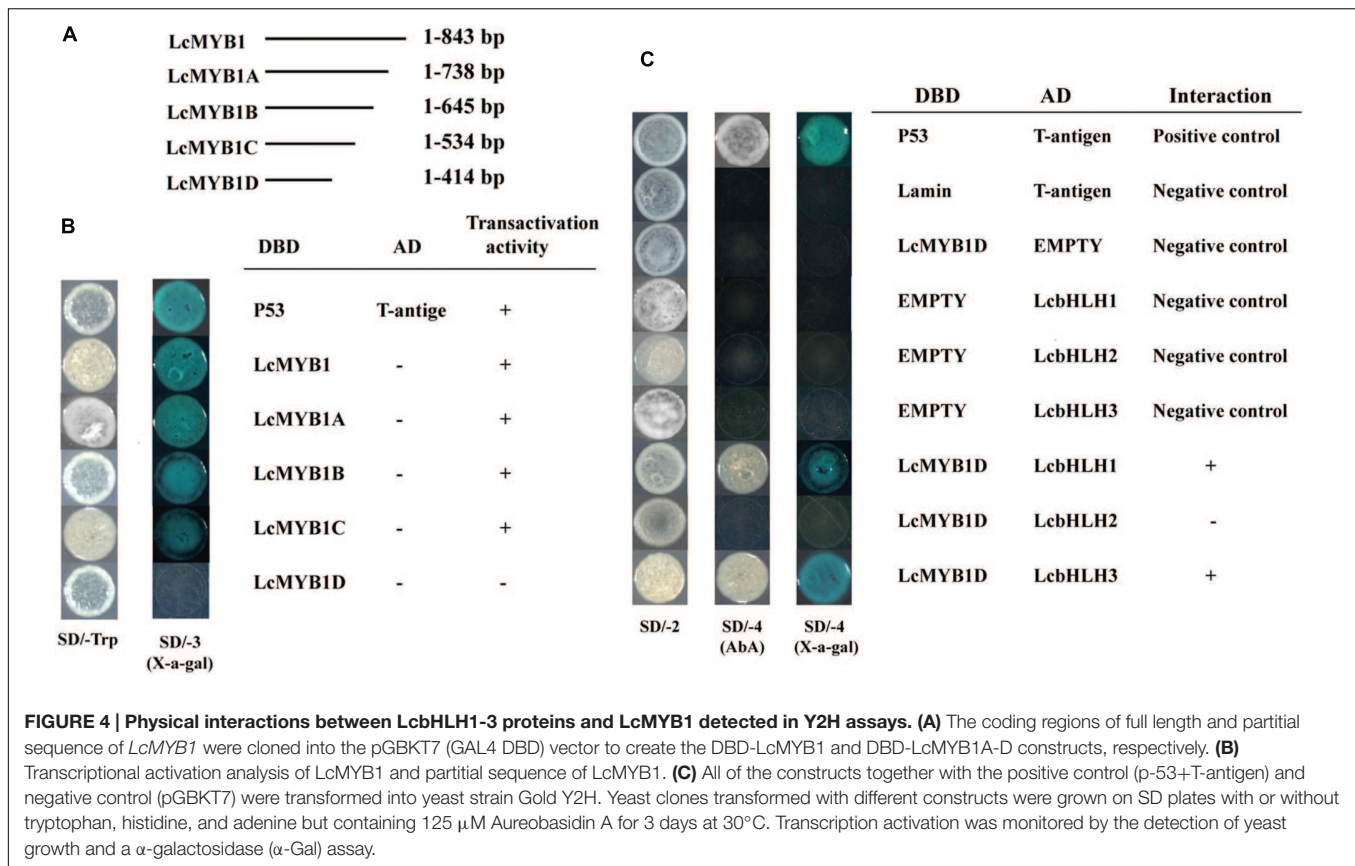 A
LcMYB1 1-843 bp
LcMYB1A 1-738 bp
LcMYB1B 1-645 bp
LcMYB1C 1-534 bp
LcMYB1D 1-414 bp
B
DBD AD Transactivation
activity
P53 T-antige +
LcMYB1 - +
LcMYB1A - +
LcMYB1B - +
LcMYB1C - +
LcMYB1D - -
SD/-Trp SD/-3
(X-a-gal)
C
DBD AD Interaction
P53 T-antigen Positive control
Lamin T-antigen Negative control
LcMYB1D EMPTY Negative control
EMPTY LcbHLH1 Negative control
EMPTY LcbHLH2 Negative control
EMPTY LcbHLH3 Negative control
LcMYB1D LcbHLH1 +
LcMYB1D LcbHLH2 -
LcMYB1D LcbHLH3 +
SD/-2 SD/-4 SD/-4
(AbA) (X-a-gal)
FIGURE 4 | Physical interactions between LcbHLH1-3 proteins and LcMYB1 detected in Y2H assays. (A) The coding regions of full length and partitial
sequence of LcMYB1 were cloned into the pGBKT7 (GAL4 DBD) vector to create the DBD-LcMYB1 and DBD-LcMYB1A-D constructs, respectively. (B)
Transcriptional activation analysis of LcMYB1 and partitial sequence of LcMYB1. (C) All of the constructs together with the positive control (p-53+T-antigen) and
negative control (pGBKT7) were transformed into yeast strain Gold Y2H. Yeast clones transformed with different constructs were grown on SD plates with or without
tryptophan, histidine, and adenine but containing 125 μM Aureobasidin A for 3 days at 30°C. Transcription activation was monitored by the detection of yeast
growth and a α-galactosidase (α-Gal) assay.